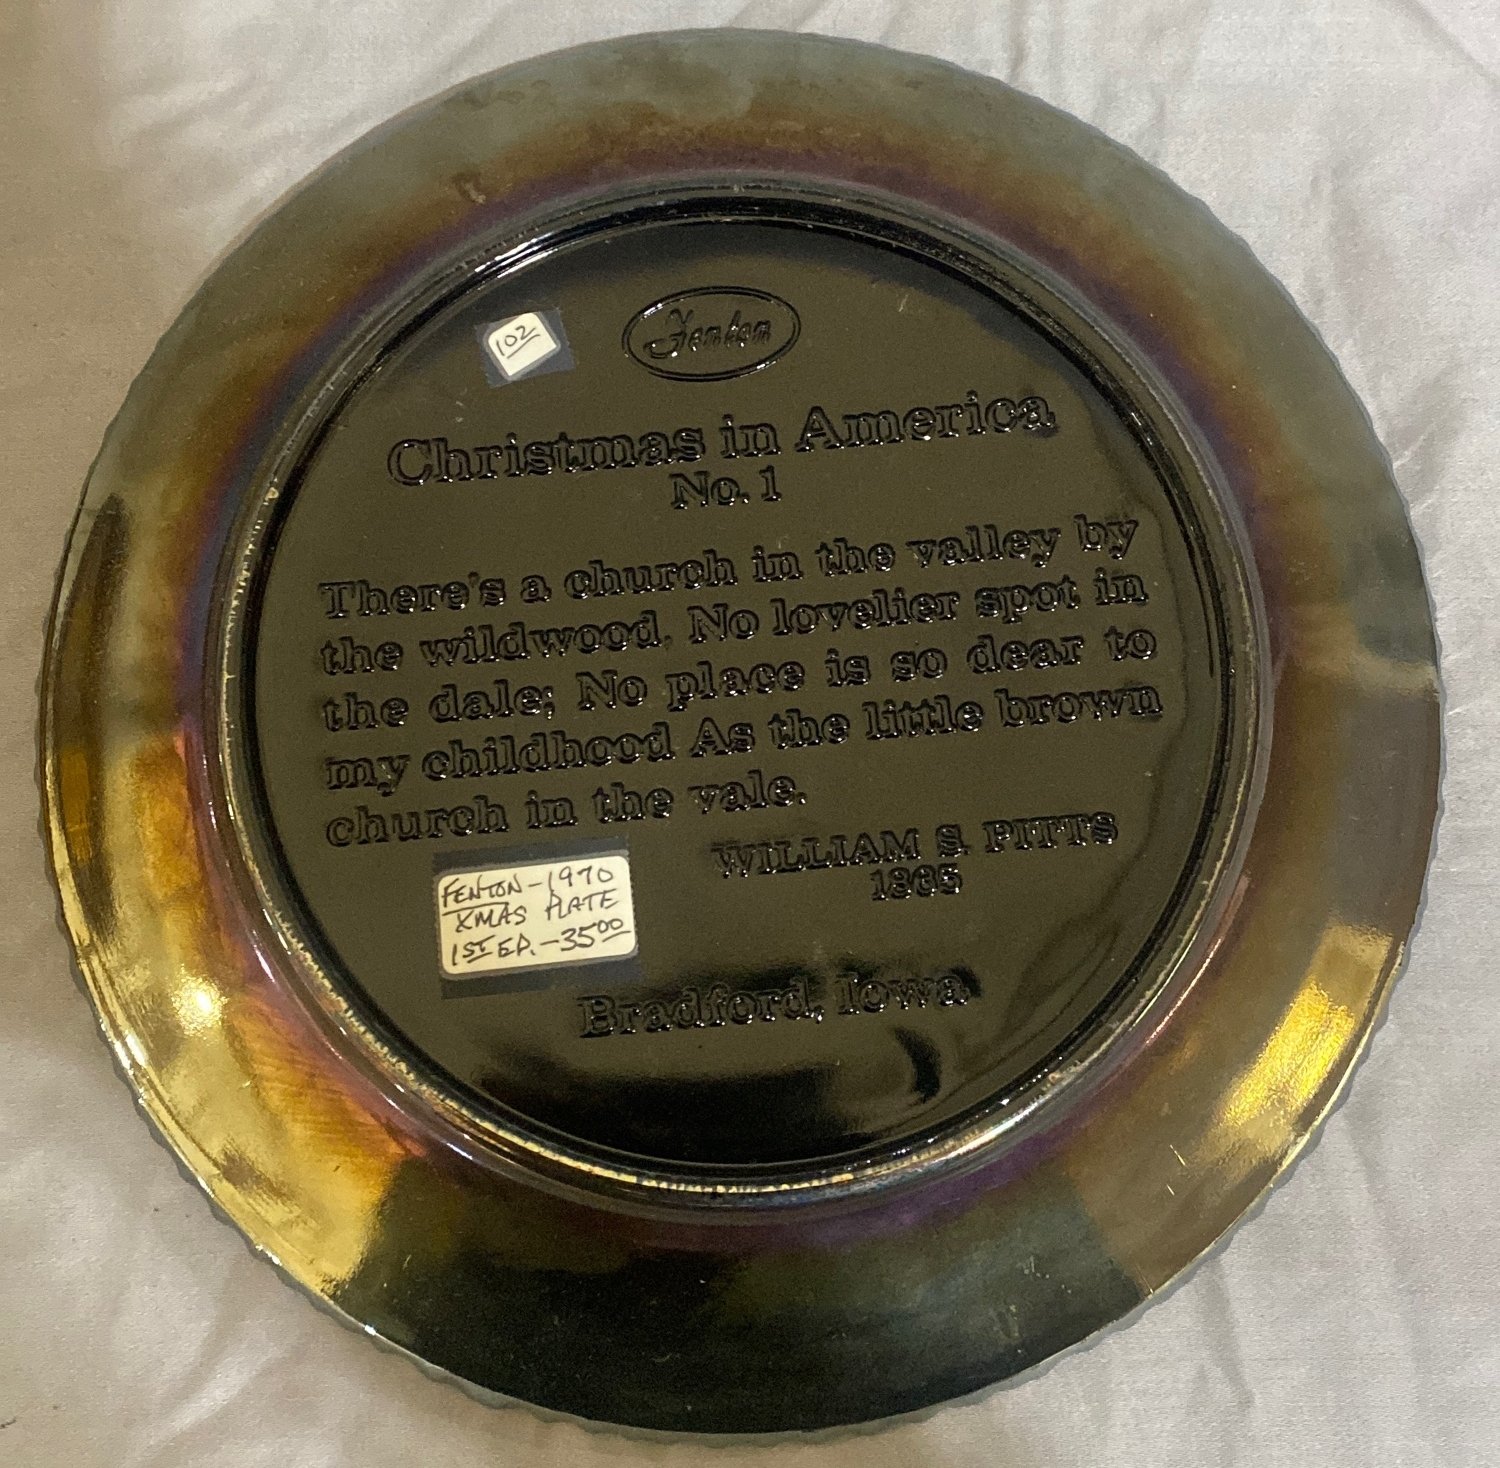 102
Fenton
Christmas in America
No. 1
There's a church in the valley by
the wildwood, No lovelier spot in
the dale; No place is so dear to
my childhood As the little brown
church in the vale.
WILLIAM S. PITTS
1865
FENTON - 1970
XMAS PLATE
1ST ED. - 35 00
Bradford, Iowa